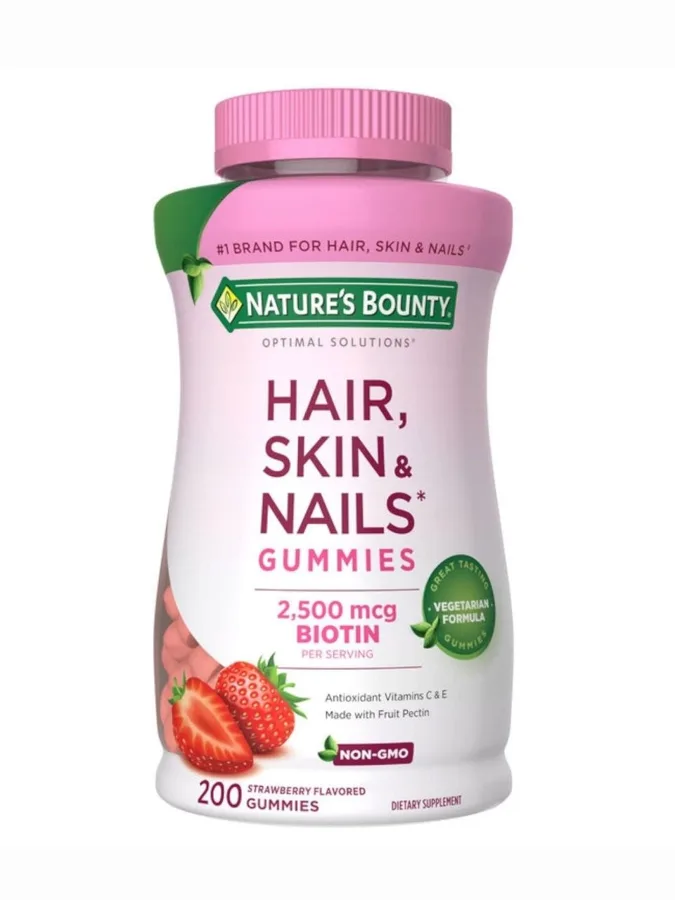 #1 BRAND FOR HAIR, SKIN & NAILS
NATURE'S BOUNTY®
OPTIMAL SOLUTIONS®
HAIR,
SKIN &
NAILS*
GUMMIES
2,500 mcg
BIOTIN
PER SERVING
GREAT TASTING
VEGETARIAN
FORMULA
GUMMIES
Antioxidant Vitamins C & E
Made with Fruit Pectin
NON-GMO
200 STRAWBERRY FLAVORED
GUMMIES
DIETARY SUPPLEMENT